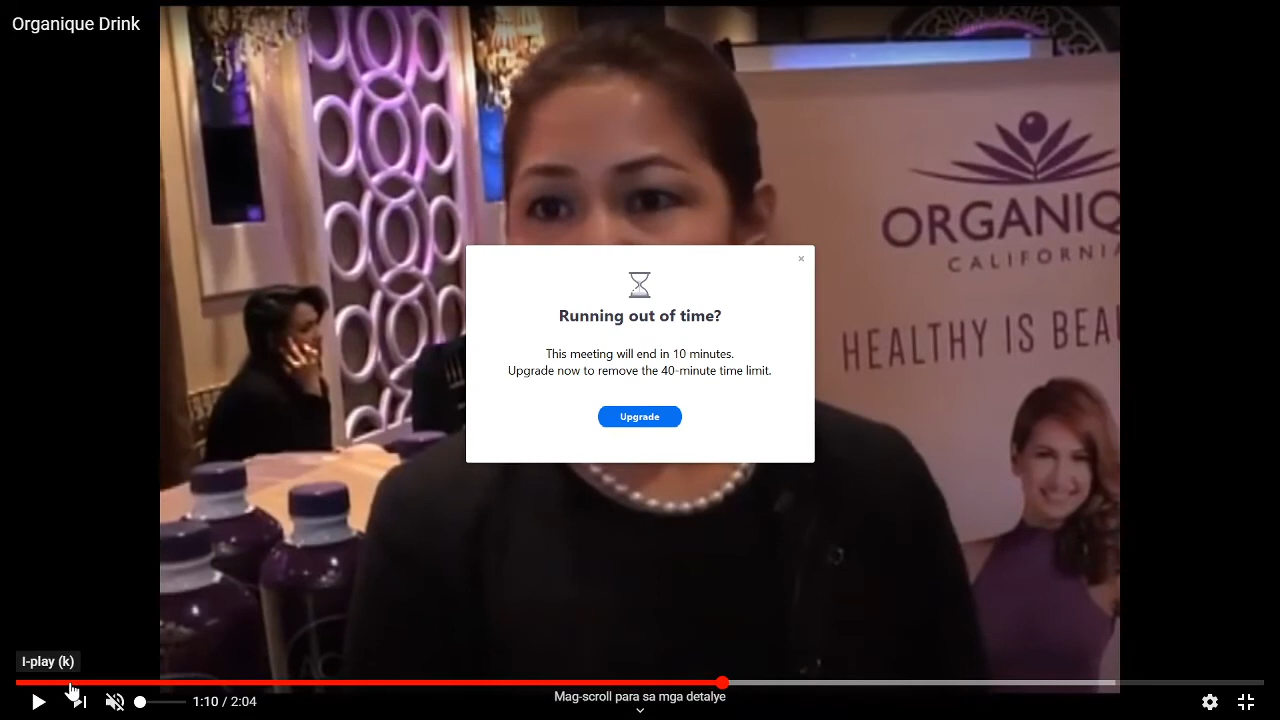 Organique Drink
ORGANIQ
CALIFORNIA
HEALTHY IS BEAU
×
Running out of time?
This meeting will end in 10 minutes.
Upgrade now to remove the 40-minute time limit.
Upgrade
I-play (k)
1:10 / 2:04
Mag-scroll para sa mga detalye